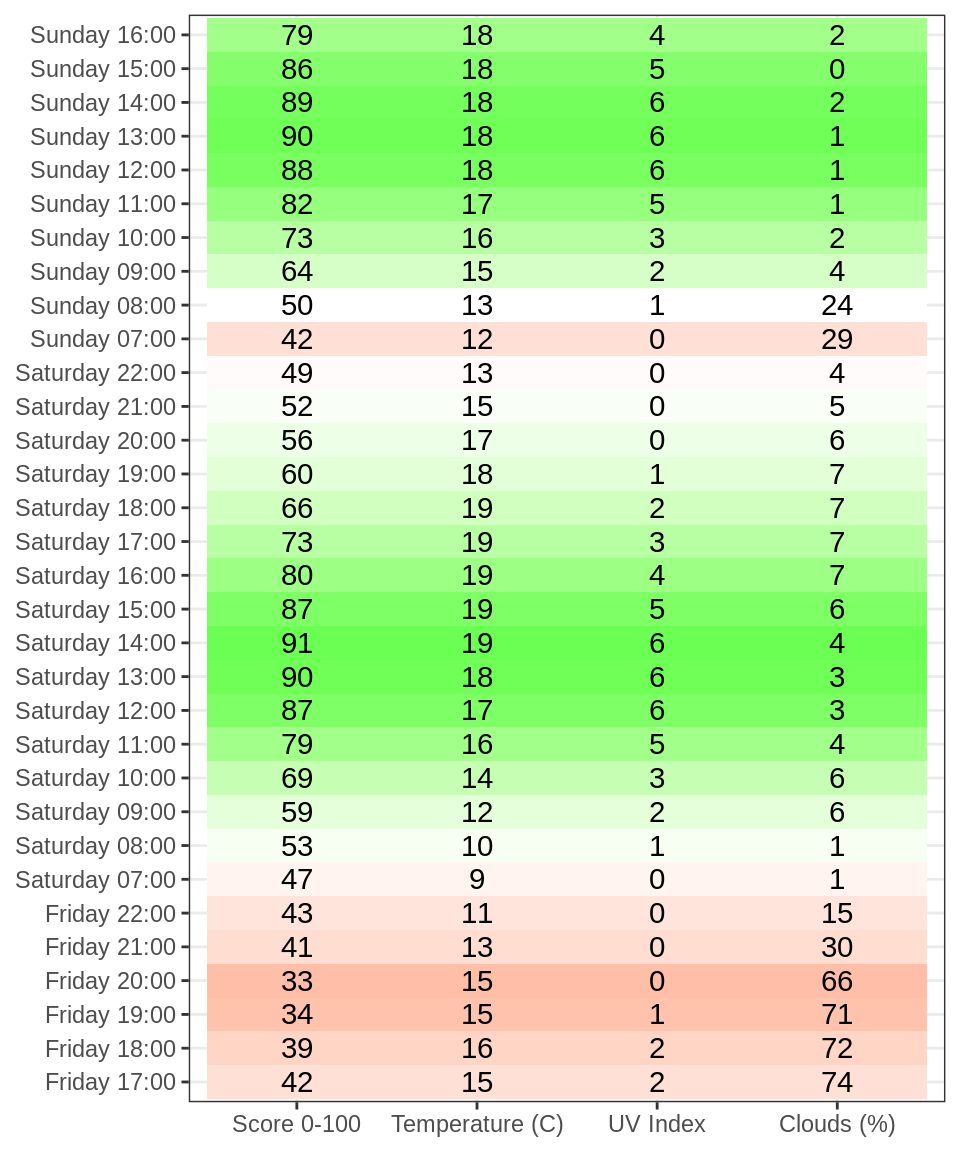 Sunday 16:00 79 18 4 2
Sunday 15:00 86 18 5 0
Sunday 14:00 89 18 6 2
Sunday 13:00 90 18 6 1
Sunday 12:00 88 18 6 1
Sunday 11:00 82 17 5 1
Sunday 10:00 73 16 3 2
Sunday 09:00 64 15 2 4
Sunday 08:00 50 13 1 24
Sunday 07:00 42 12 0 29
Saturday 22:00 49 13 0 4
Saturday 21:00 52 15 0 5
Saturday 20:00 56 17 0 6
Saturday 19:00 60 18 1 7
Saturday 18:00 66 19 2 7
Saturday 17:00 73 19 3 7
Saturday 16:00 80 19 4 7
Saturday 15:00 87 19 5 6
Saturday 14:00 91 19 6 4
Saturday 13:00 90 18 6 3
Saturday 12:00 87 17 6 3
Saturday 11:00 79 16 5 4
Saturday 10:00 69 14 3 6
Saturday 09:00 59 12 2 6
Saturday 08:00 53 10 1 1
Saturday 07:00 47 9 0 1
Friday 22:00 43 11 0 15
Friday 21:00 41 13 0 30
Friday 20:00 33 15 0 66
Friday 19:00 34 15 1 71
Friday 18:00 39 16 2 72
Friday 17:00 42 15 2 74
Score 0-100 Temperature (C) UV Index Clouds (%)